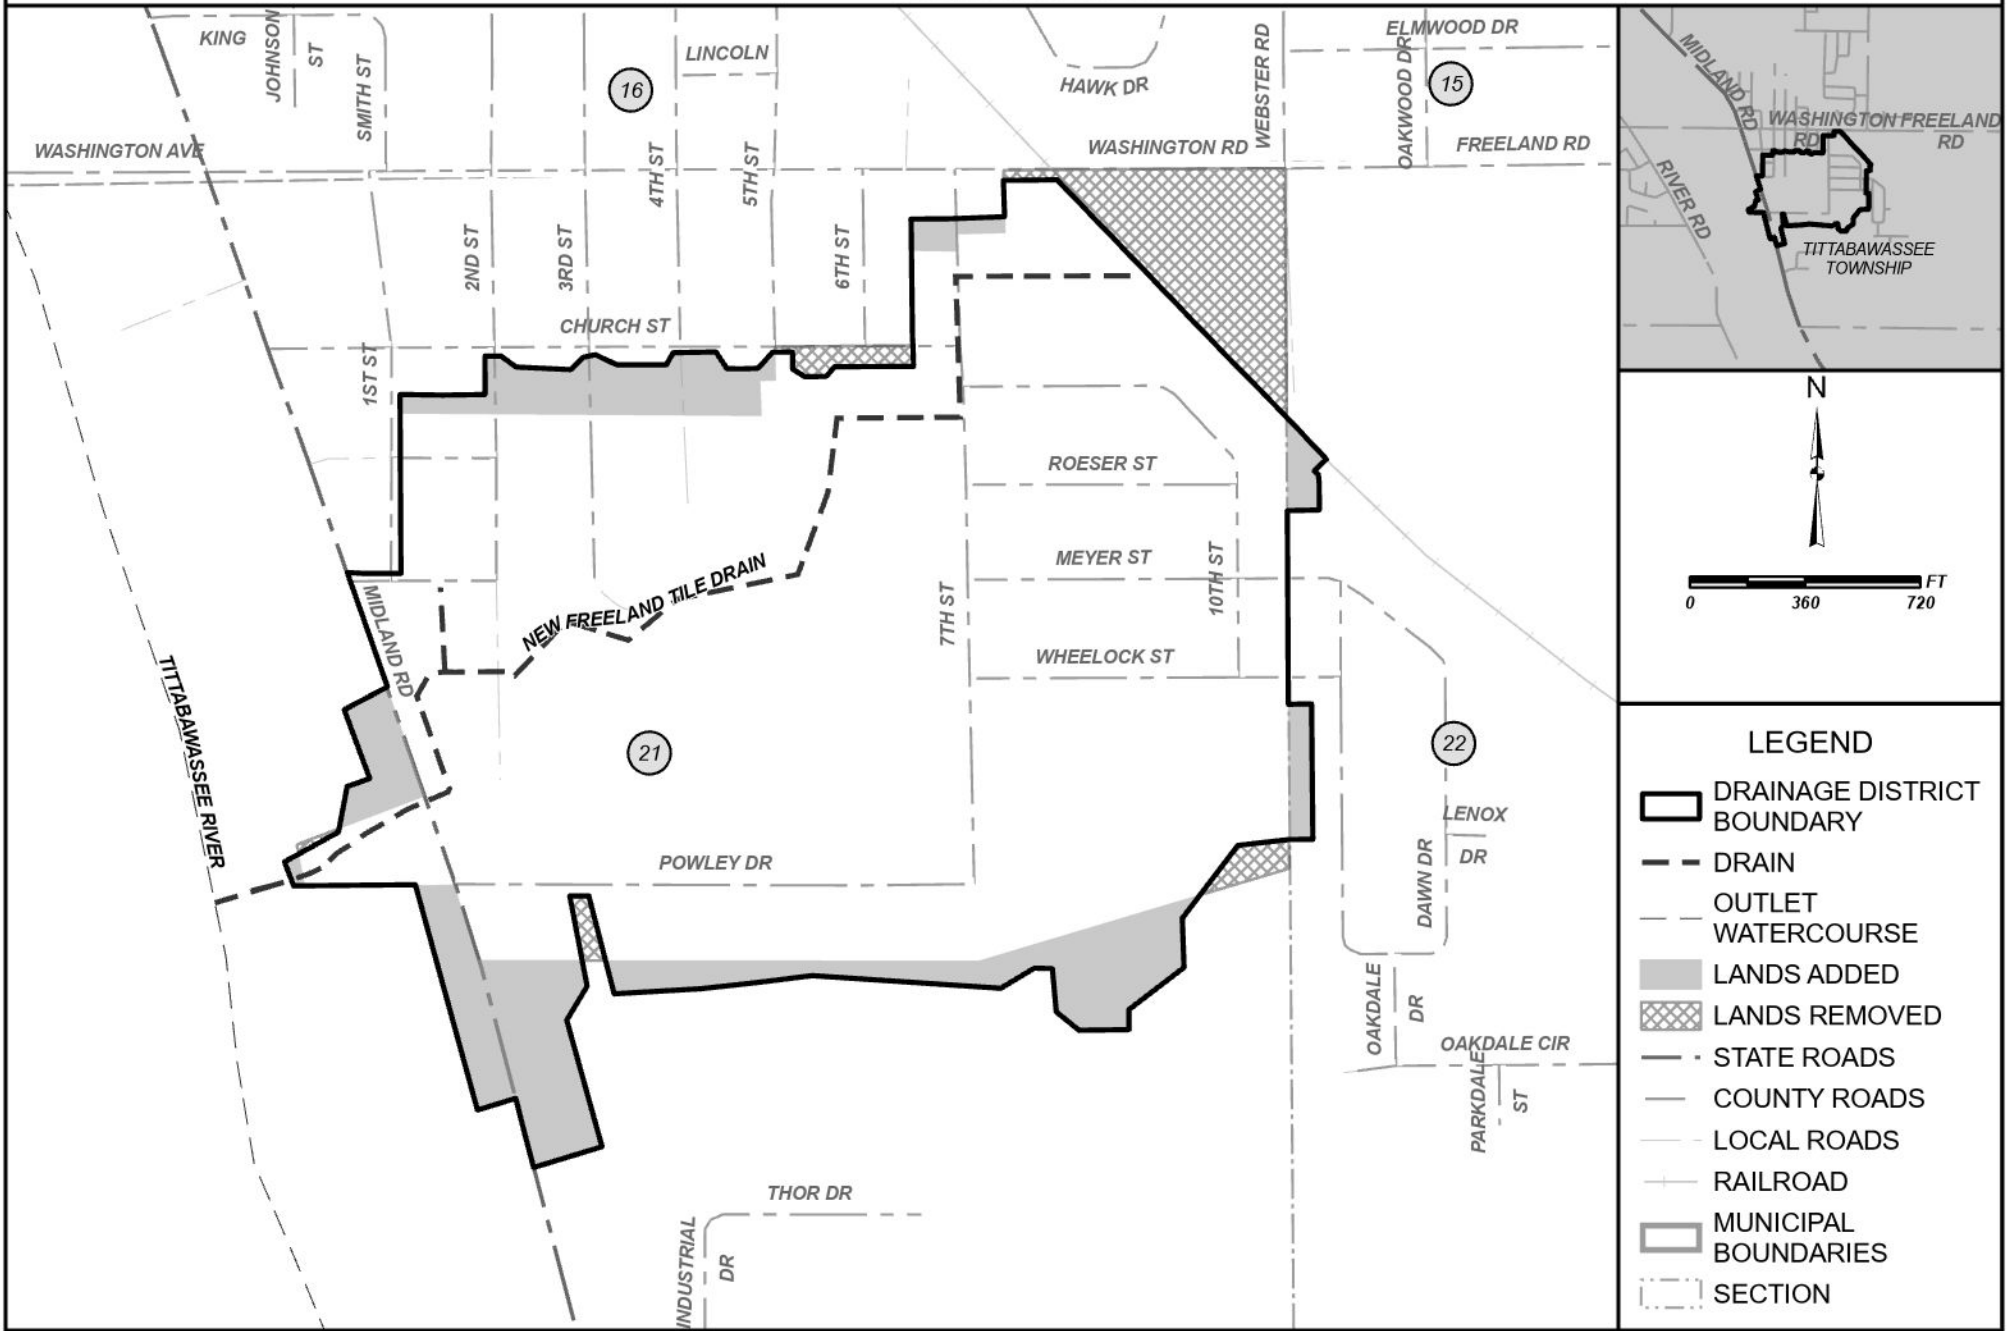 KING
JOHNSON
ST
SMITH ST
16
LINCOLN
HAWK DR
WEBSTER RD
ELMWOOD DR
OAKWOOD DR
15
WASHINGTON AVE
4TH ST
5TH ST
WASHINGTON RD
FREELAND RD
2ND ST
3RD ST
6TH ST
CHURCH ST
1ST ST
ROESER ST
MEYER ST
10TH ST
7TH ST
WHEELOCK ST
NEW FREELAND TILE DRAIN
MIDLAND RD
TITTABAWASSEE RIVER
21
22
POWLEY DR
LENOX
DR
DAWN DR
OAKDALE
DR
OAKDALE CIR
PARKDALE
ST
THOR DR
INDUSTRIAL
DR
MIDLAND RD
WASHINGTON
RD
FREELAND
RD
RIVER RD
TITTABAWASSEE
TOWNSHIP
N
FT
0 360 720
LEGEND
DRAINAGE DISTRICT
BOUNDARY
DRAIN
OUTLET
WATERCOURSE
LANDS ADDED
LANDS REMOVED
STATE ROADS
COUNTY ROADS
LOCAL ROADS
RAILROAD
MUNICIPAL
BOUNDARIES
SECTION